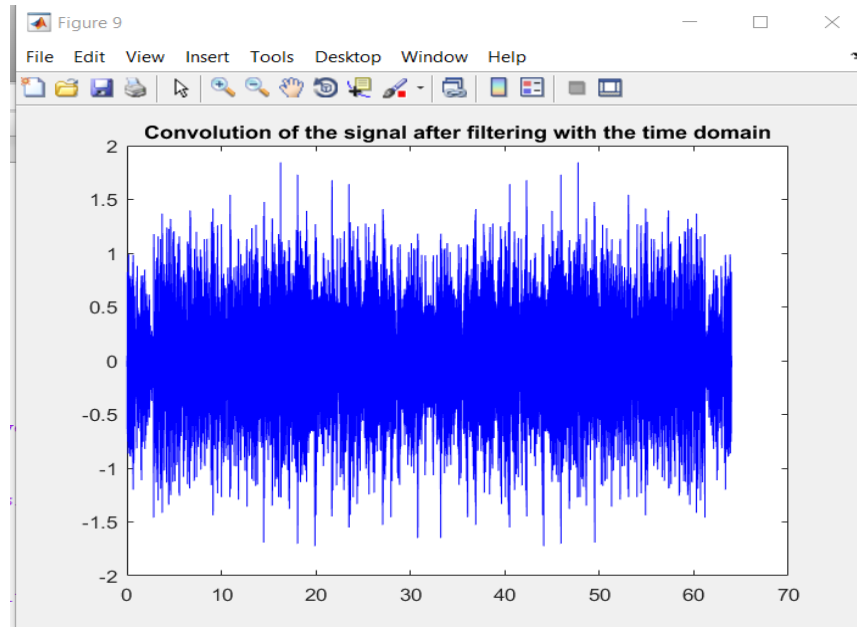 Figure 9
File Edit View Insert Tools Desktop Window Help
Convolution of the signal after filtering with the time domain
2
1.5
1
0.5
0
-0.5
-1
-1.5
-2
0 10 20 30 40 50 60 70